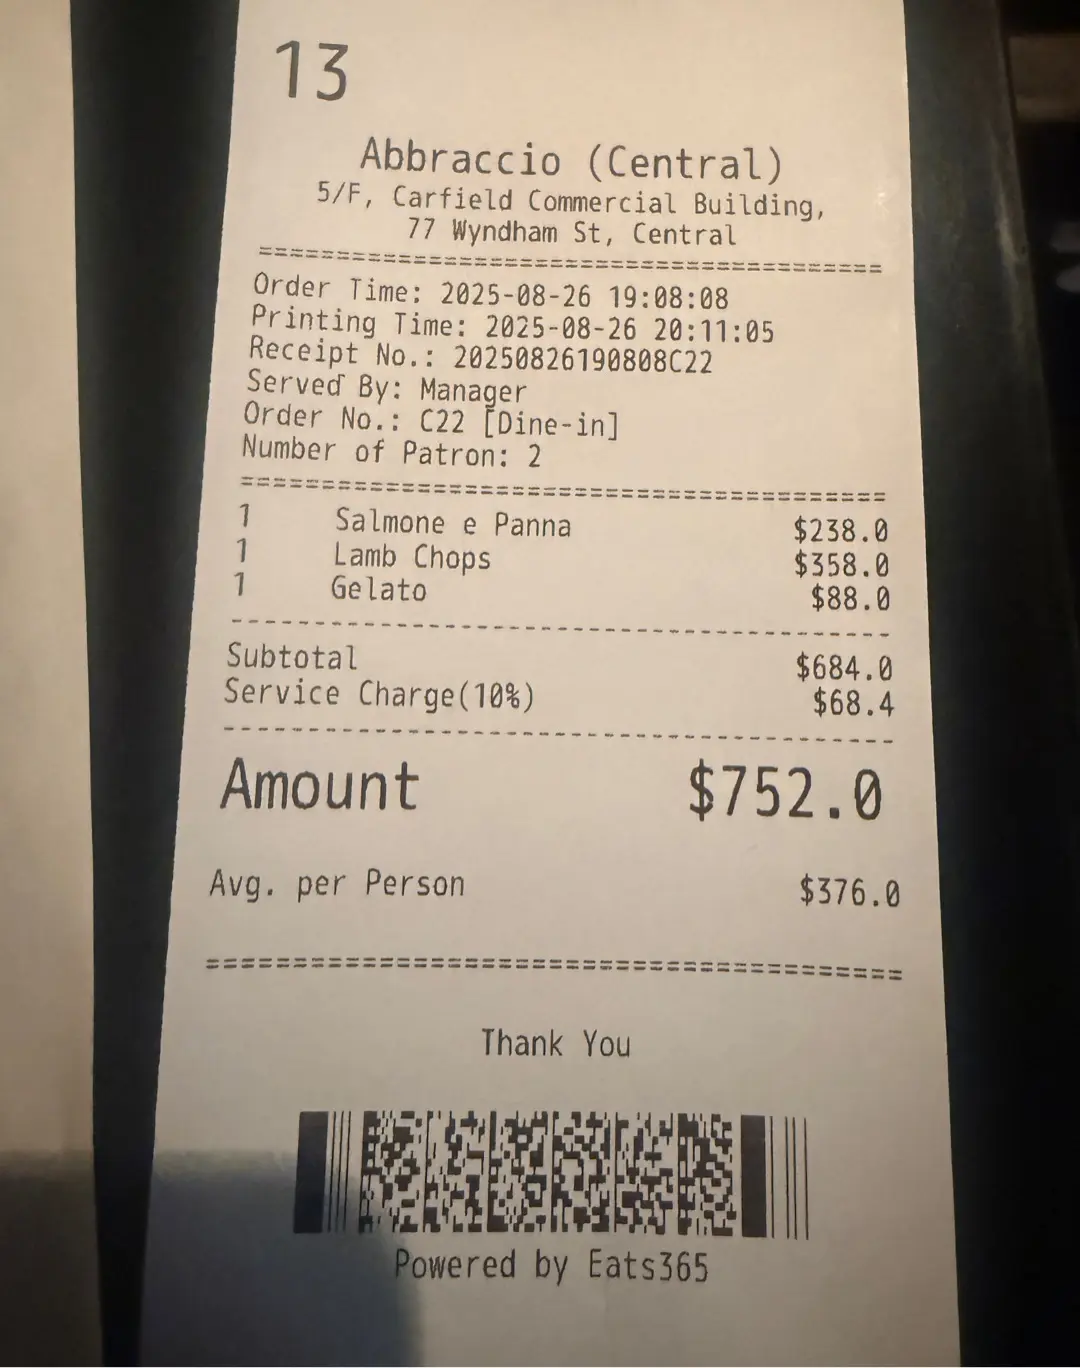 13
Abbraccio (Central)
5/F, Carfield Commercial Building,
77 Wyndham St, Central
Order Time: 2025-08-26 19:08:08
Printing Time: 2025-08-26 20:11:05
Receipt No.: 20250826190808C22
Served By: Manager
Order No.: C22 [Dine-in]
Number of Patron: 2
1 Salmone e Panna $238.0
1 Lamb Chops $358.0
1 Gelato $88.0
Subtotal $684.0
Service Charge(10%) $68.4
Amount $752.0
Avg. per Person $376.0
Thank You
Powered by Eats365